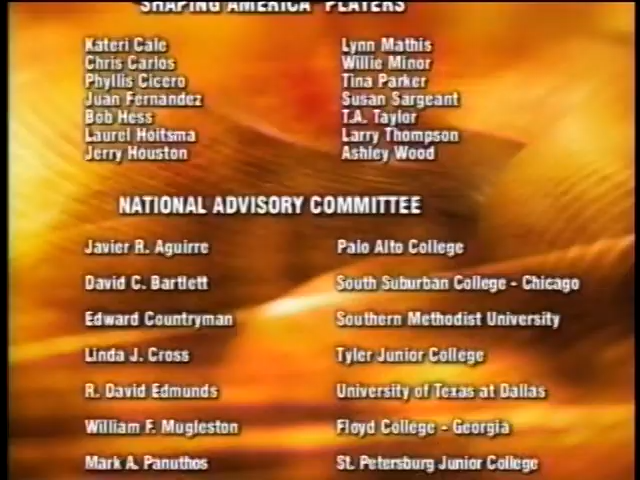 SHAPING AMERICA PLAYERS
Kateri Cale Lynn Mathis
Chris Carlos Willie Minor
Phyllis Cicero Tina Parker
Juan Fernandez Susan Sargeant
Bob Hess T.A. Taylor
Laurel Hoitsma Larry Thompson
Jerry Houston Ashley Wood
NATIONAL ADVISORY COMMITTEE
Javier R. Aguirre Palo Alto College
David C. Bartlett South Suburban College - Chicago
Edward Countryman Southern Methodist University
Linda J. Cross Tyler Junior College
R. David Edmunds University of Texas at Dallas
William F. Mugleston Floyd College - Georgia
Mark A. Panuthos St. Petersburg Junior College